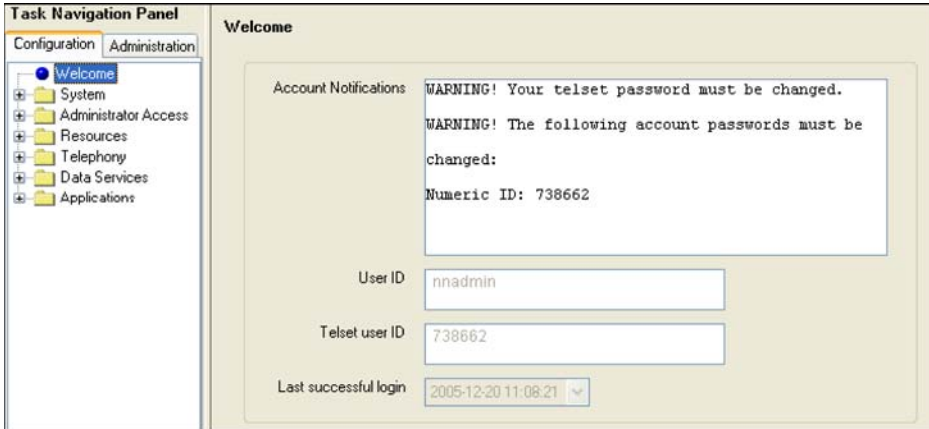 Task Navigation Panel
Configuration Administration
Welcome
System
Administrator Access
Resources
Telephony
Data Services
Applications
Welcome
Account Notifications
WARNING! Your telset password must be changed.
WARNING! The following account passwords must be
changed:
Numeric ID: 738662
User ID
nnadmin
Telset user ID
738662
Last successful login
2005-12-20 11:08:21